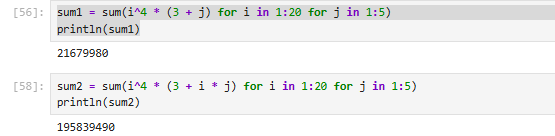 [56]: sum1 = sum(i^4 * (3 + j) for i in 1:20 for j in 1:5)
println(sum1)
21679980
[58]: sum2 = sum(i^4 * (3 + i * j) for i in 1:20 for j in 1:5)
println(sum2)
195839490